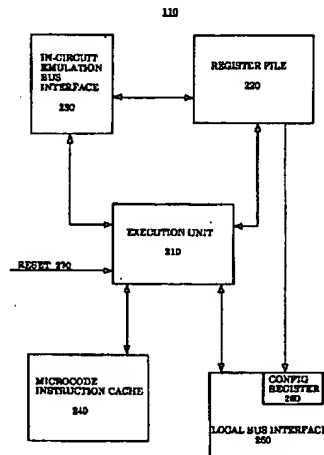 110
IN-CIRCUIT
EMULATION
BUS
INTERFACE
230
REGISTER FILE
220
EXECUTION UNIT
210
RESET 270
MICROCODE
INSTRUCTION CACHE
240
CONFIG
REGISTER
260
LOCAL BUS INTERFACE
250